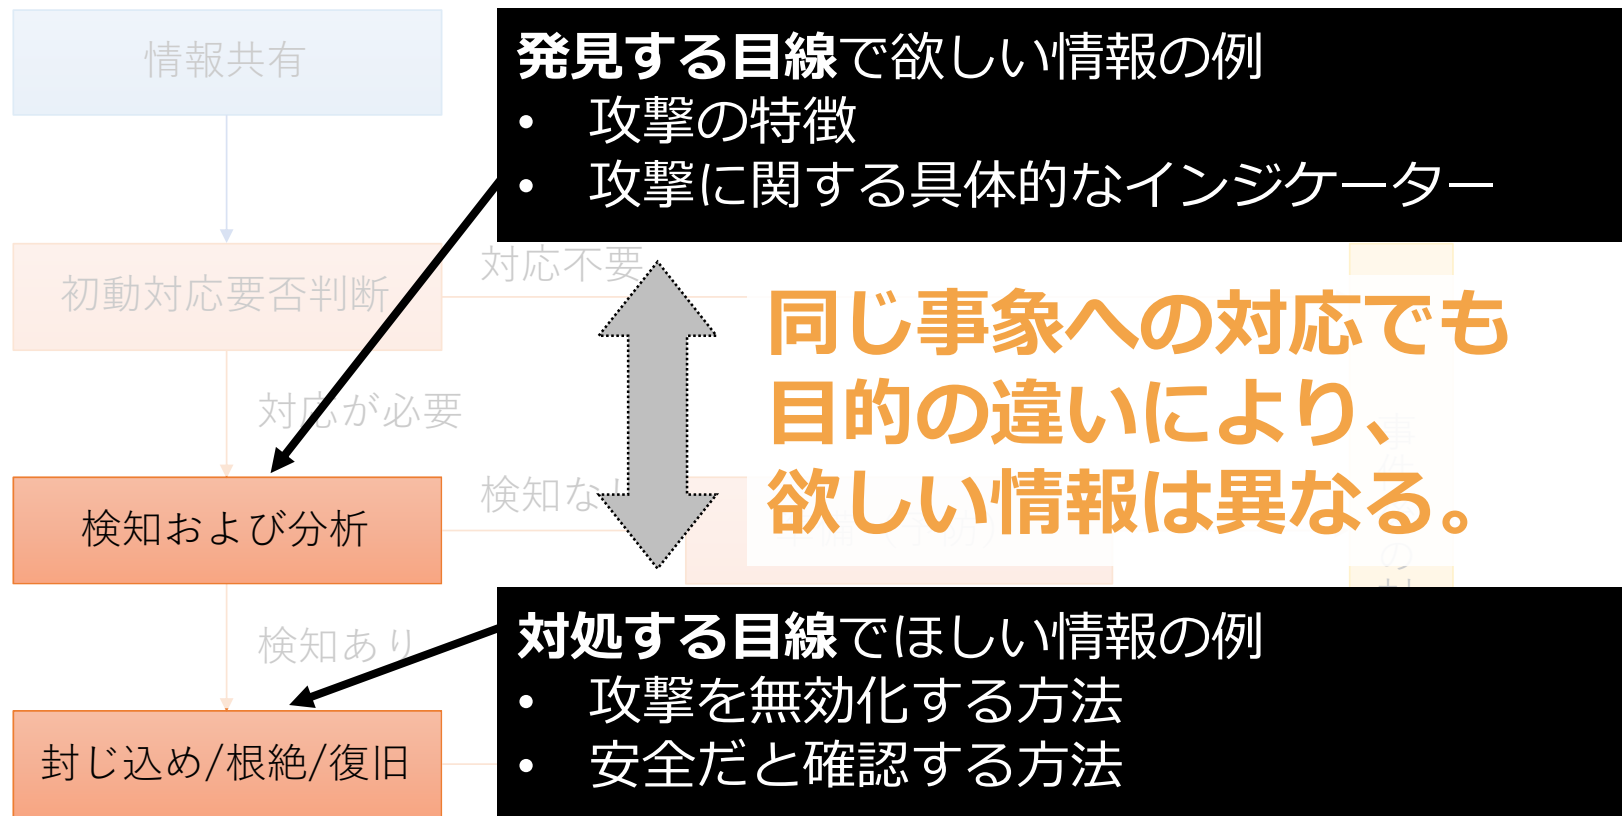 情報共有
発見する目線で欲しい情報の例
• 攻撃の特徴
• 攻撃に関する具体的なインジケーター
初動対応要否判断
対応不要
同じ事象への対応でも
目的の違いにより、
欲しい情報は異なる。
対応が必要
検知および分析
検知なし
検知あり
対処する目線でほしい情報の例
• 攻撃を無効化する方法
• 安全だと確認する方法
封じ込め/根絶/復旧